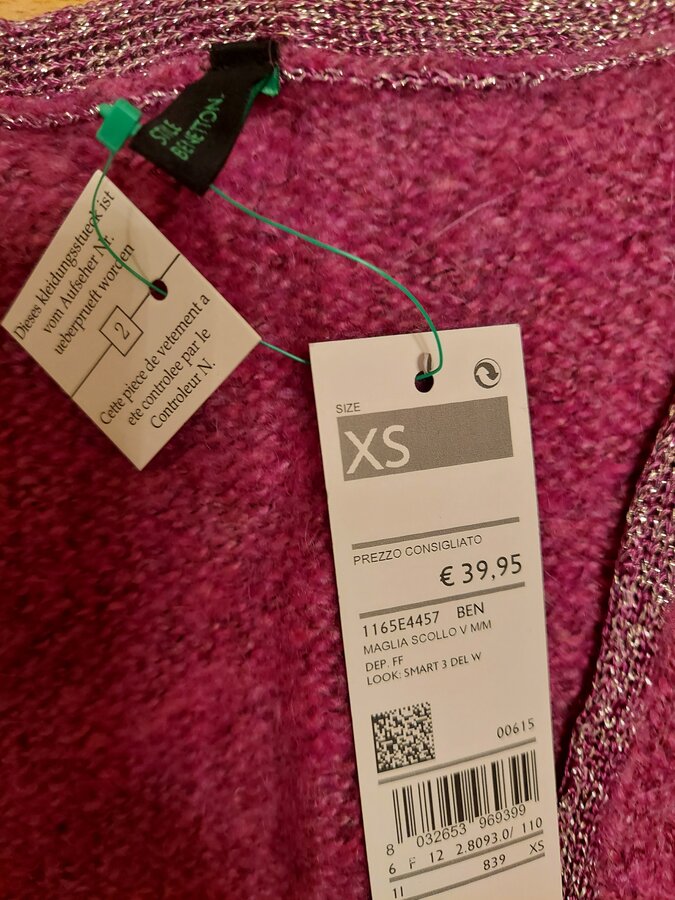 SISLEY
BENETTON.
Dieses kleidungsstueck ist
vom Aufseher Nr.
ueberprueft worden
2
Cette piece de vetement a
ete controlee par le
Controleur N.
SIZE
XS
PREZZO CONSIGLIATO
€ 39,95
1165E4457 BEN
MAGLIA SCOLLO V M/M
DEP. FF
LOOK: SMART 3 DEL W
00615
8 032653 969399
6 F 12 2.8093.0/ 110
11 839 XS